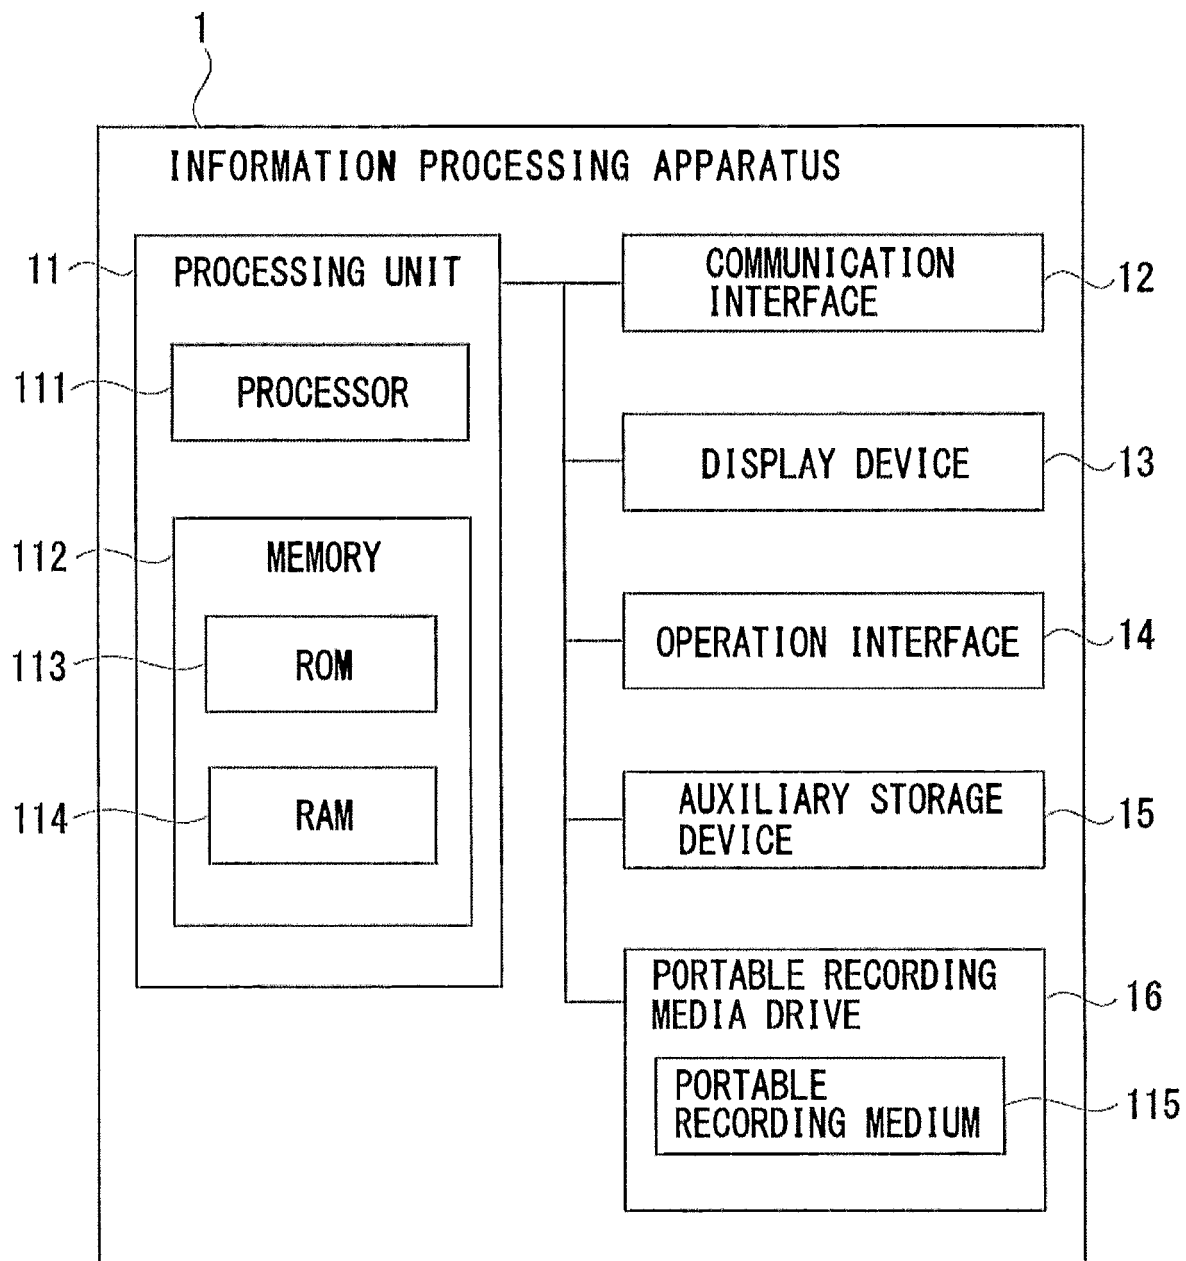 1
INFORMATION PROCESSING APPARATUS
11
PROCESSING UNIT
111
PROCESSOR
112
MEMORY
113
ROM
114
RAM
COMMUNICATION
INTERFACE
12
DISPLAY DEVICE
13
OPERATION INTERFACE
14
AUXILIARY STORAGE
DEVICE
15
PORTABLE RECORDING
MEDIA DRIVE
16
PORTABLE
RECORDING MEDIUM
115